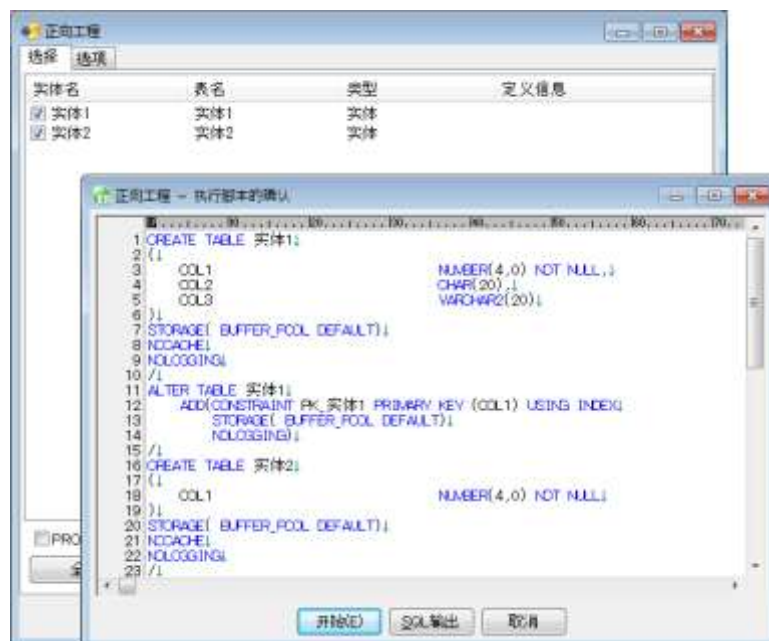 正向工程
选择 选项
实体名 表名 类型 定义信息
实体1 实体1 实体
实体2 实体2 实体
正向工程 - 执行脚本的确认
1 CREATE TABLE 实体1↓
2 (↓
3 COL1 NUMBER(4,0) NOT NULL,↓
4 COL2 CHAR(20),↓
5 COL3 VARCHAR2(20)↓
6 )↓
7 STORAGE( BUFFER_POOL DEFAULT)↓
8 NOCACHE↓
9 NOLOGGING↓
10 /↓
11 ALTER TABLE 实体1↓
12 ADD(CONSTRAINT PK_实体1 PRIMARY KEY (COL1) USING INDEX↓
13 STORAGE( BUFFER_POOL DEFAULT)↓
14 NOLOGGING)↓
15 /↓
16 CREATE TABLE 实体2↓
17 (↓
18 COL1 NUMBER(4,0) NOT NULL↓
19 )↓
20 STORAGE( BUFFER_POOL DEFAULT)↓
21 NOCACHE↓
22 NOLOGGING↓
23 /↓
PRO
开始(E) SQL输出 取消